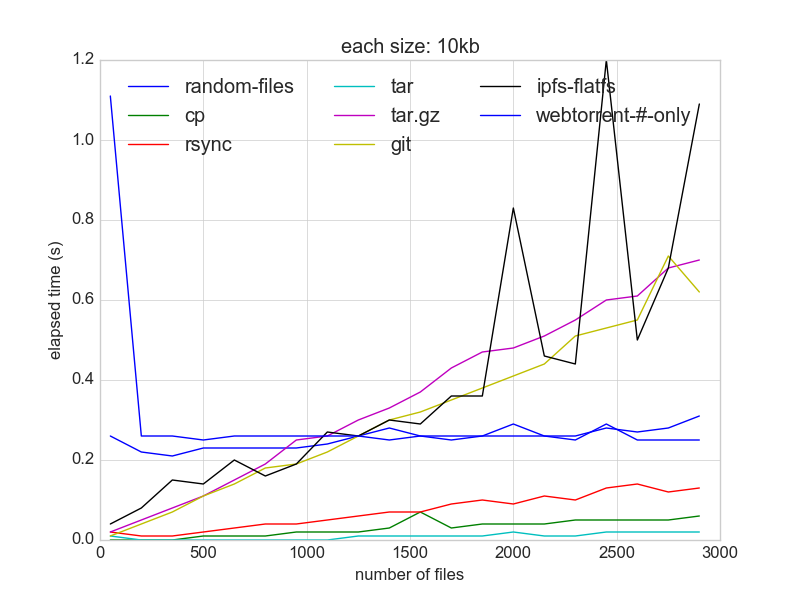 each size: 10kb
random-files
tar
ipfs-flatfs
cp
tar.gz
webtorrent-#-only
rsync
git
1.2
1.0
0.8
0.6
0.4
0.2
0.0
elapsed time (s)
0 500 1000 1500 2000 2500 3000
number of files